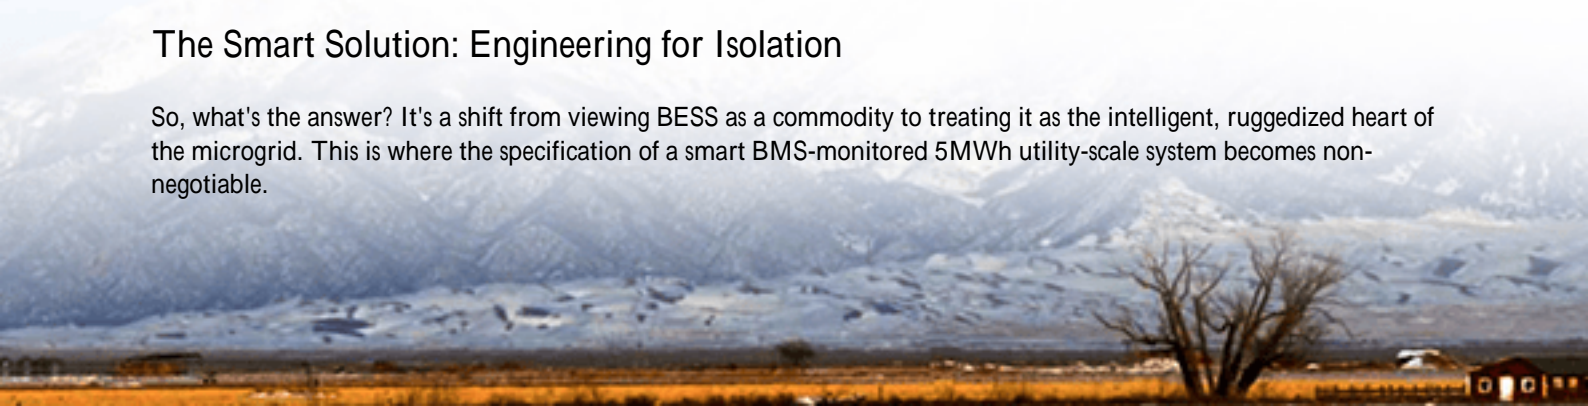 The Smart Solution: Engineering for Isolation
So, what's the answer? It's a shift from viewing BESS as a commodity to treating it as the intelligent, ruggedized heart of
the microgrid. This is where the specification of a smart BMS-monitored 5MWh utility-scale system becomes non-
negotiable.